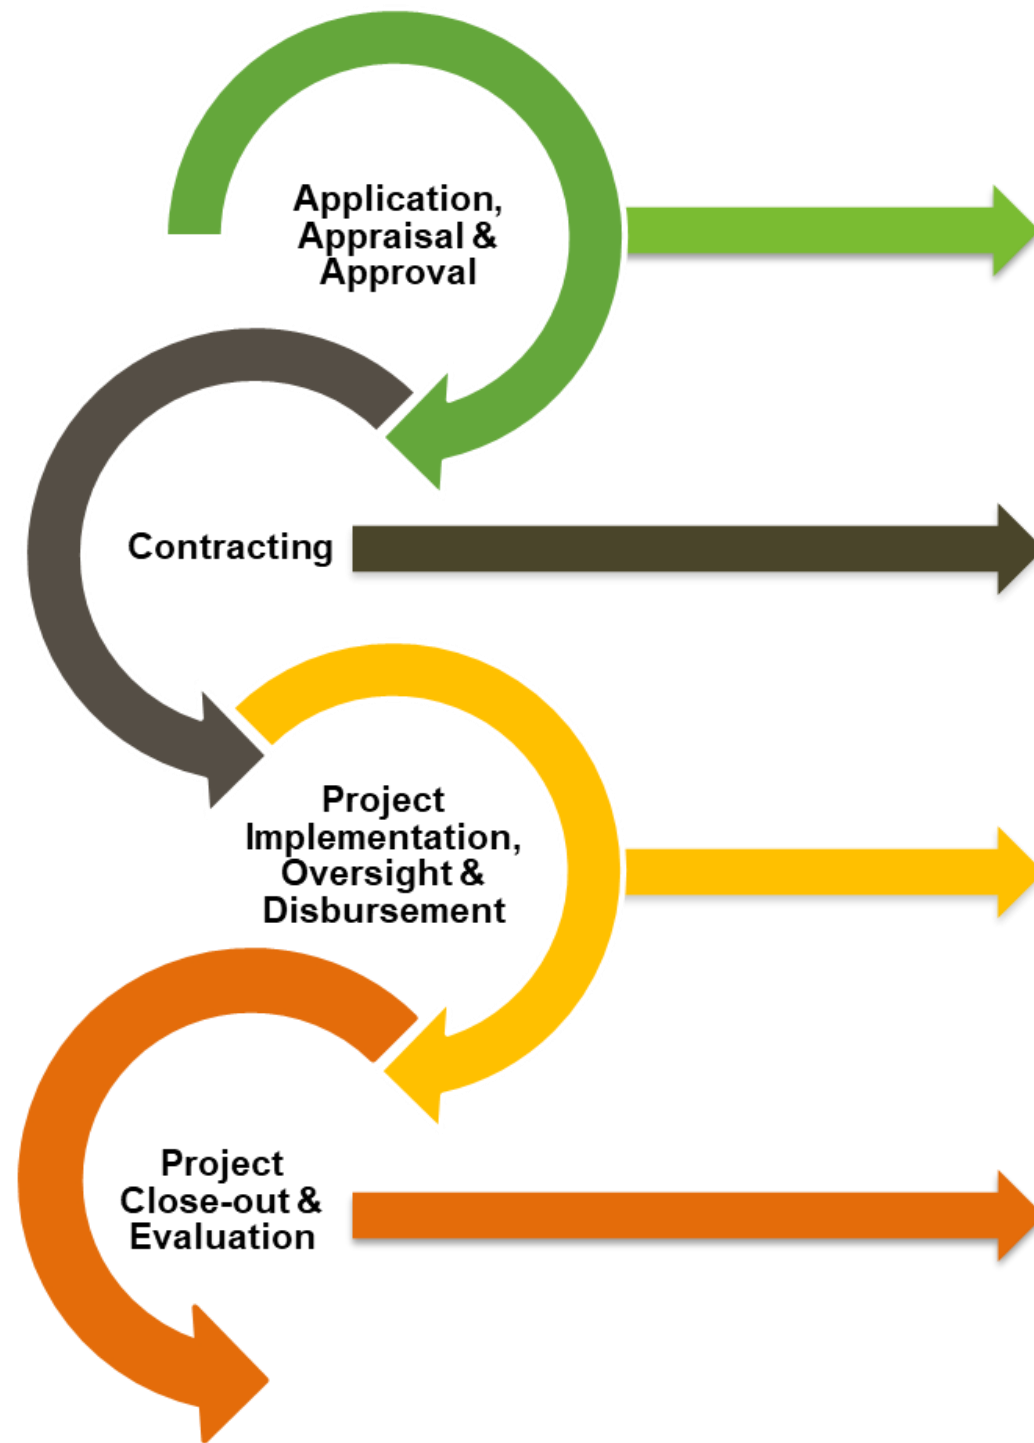 Application,
Appraisal &
Approval
Contracting
Project
Implementation,
Oversight &
Disbursement
Project
Close-out &
Evaluation